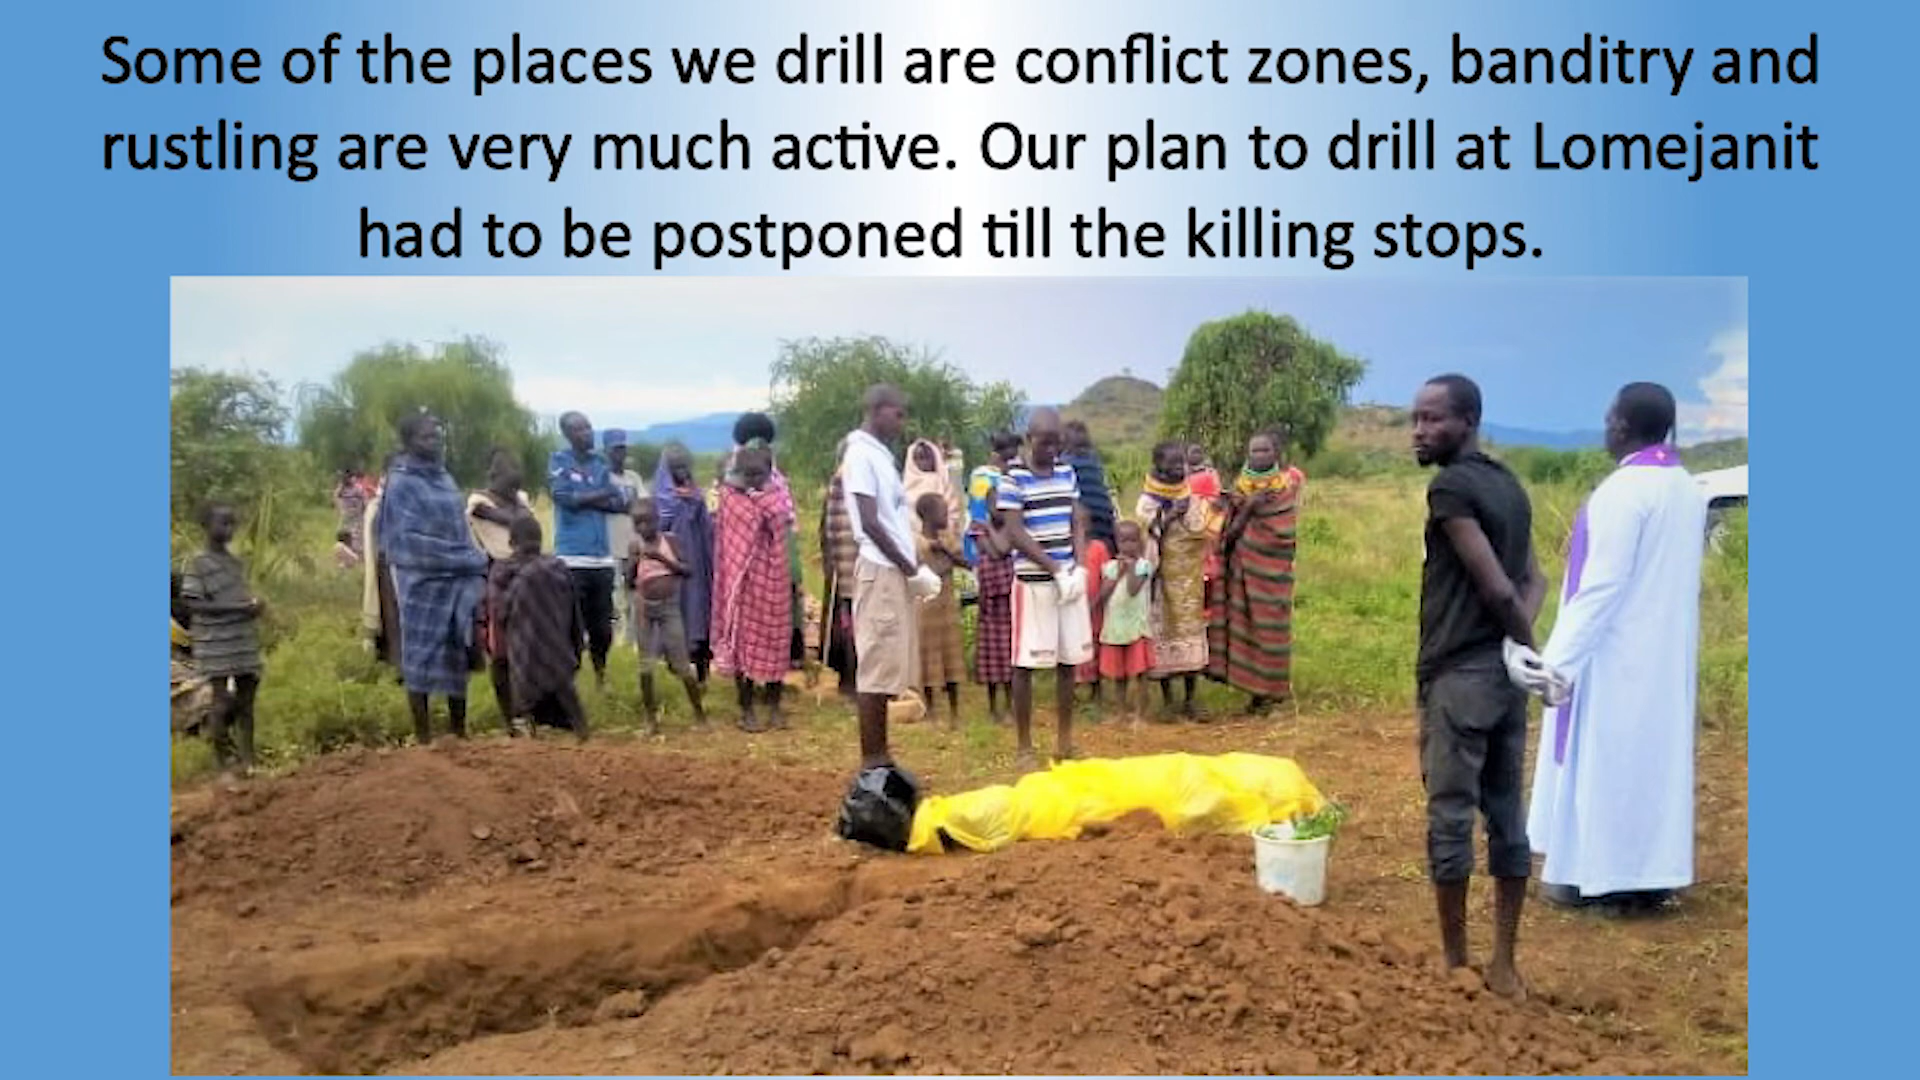 Some of the places we drill are conflict zones, banditry and
rustling are very much active. Our plan to drill at Lomejanit
had to be postponed till the killing stops.